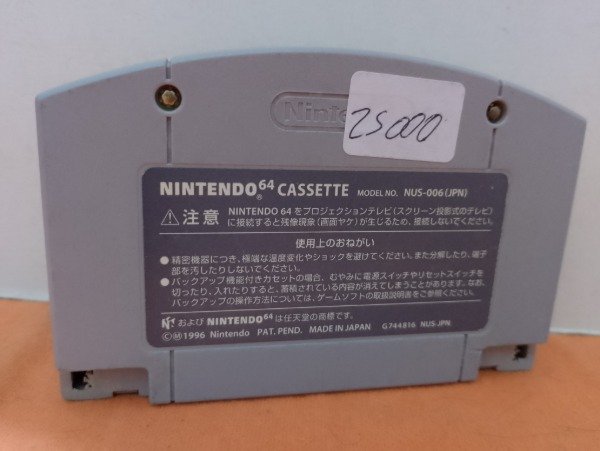 Ninte
25000
NINTENDO 64® CASSETTE MODEL NO. NUS-006(JPN)
⚠注意 NINTENDO 64 をプロジェクションテレビ(スクリーン投影式のテレビ)
に接続すると残像現象(画面ヤケ)が生じるため、接続しないでください。
使用上のおねがい
●精密機器につき、極端な温度変化やショックを避けてください。また分解したり、端子
部を汚したりしないでください。
●バックアップ機能付きカセットの場合、むやみに電源スイッチやリセットスイッチを
切ったり、入れたりすると、蓄積されている内容が消えてしまうことがあります。なお、
バックアップの操作方法については、ゲームソフトの取扱説明書をご参照ください。
および NINTENDO 64 は任天堂の商標です。
©Ⓜ1996 Nintendo PAT. PEND. MADE IN JAPAN G744816 NUS-JPN